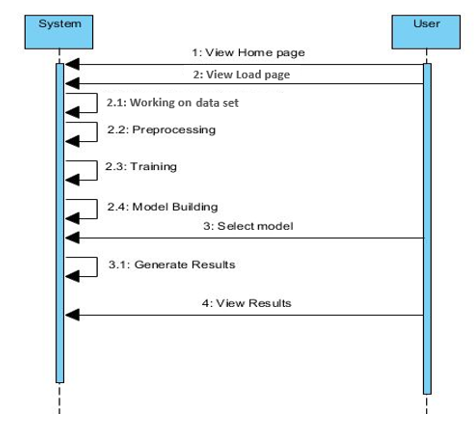 System
User
1: View Home page
2: View Load page
2.1: Working on data set
2.2: Preprocessing
2.3: Training
2.4: Model Building
3: Select model
3.1: Generate Results
4: View Results